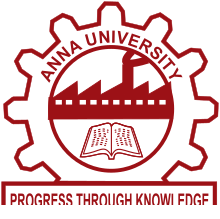 ANNA UNIVERSITY
PROGRESS THROUGH KNOWLEDGE